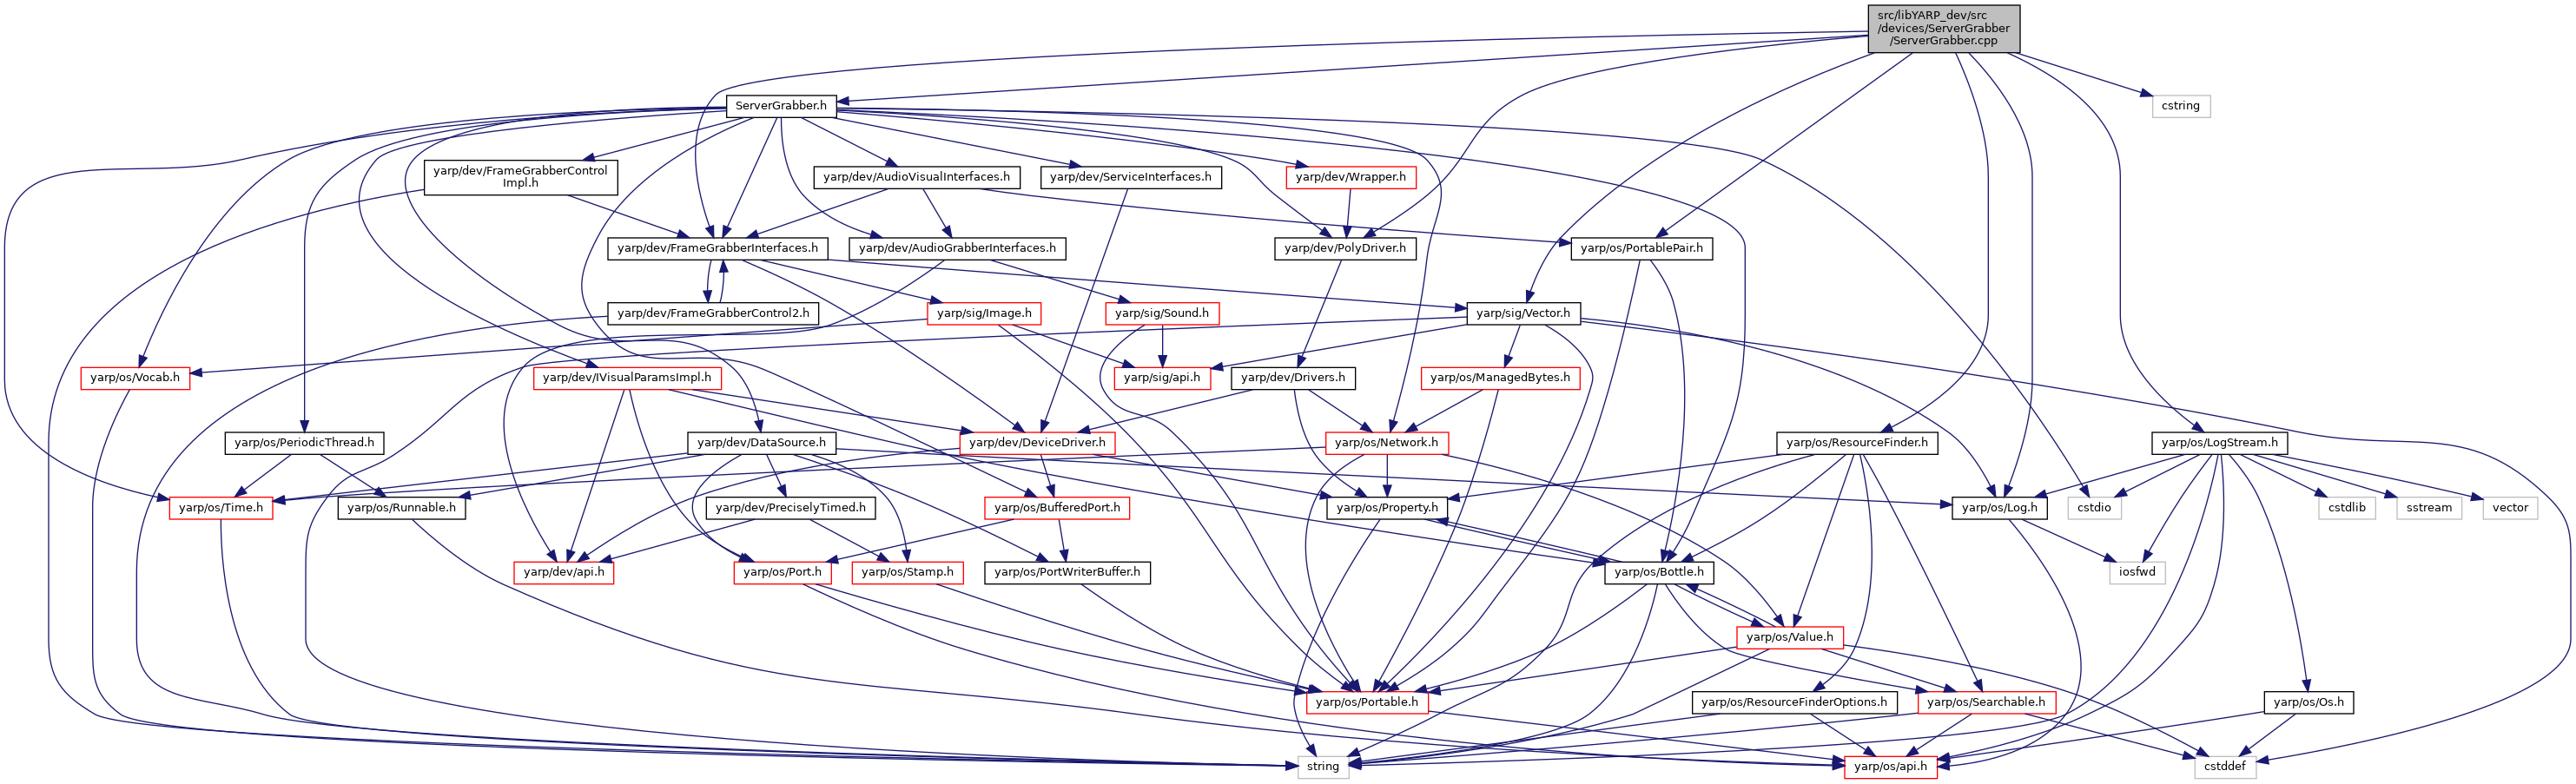 src/libYARP_dev/src
/devices/ServerGrabber
/ServerGrabber.cpp
ServerGrabber.h
cstring
yarp/dev/FrameGrabberControl
Impl.h
yarp/dev/AudioVisualInterfaces.h
yarp/dev/ServiceInterfaces.h
yarp/dev/Wrapper.h
yarp/dev/FrameGrabberInterfaces.h
yarp/dev/AudioGrabberInterfaces.h
yarp/dev/PolyDriver.h
yarp/os/PortablePair.h
yarp/dev/FrameGrabberControl2.h
yarp/sig/Image.h
yarp/sig/Sound.h
yarp/sig/Vector.h
yarp/os/Vocab.h
yarp/dev/IVisualParamsImpl.h
yarp/sig/api.h
yarp/dev/Drivers.h
yarp/os/ManagedBytes.h
yarp/os/PeriodicThread.h
yarp/dev/DataSource.h
yarp/dev/DeviceDriver.h
yarp/os/Network.h
yarp/os/ResourceFinder.h
yarp/os/LogStream.h
yarp/os/Time.h
yarp/os/Runnable.h
yarp/dev/PreciselyTimed.h
yarp/os/BufferedPort.h
yarp/os/Property.h
yarp/os/Log.h
cstdio
cstdlib
sstream
vector
yarp/dev/api.h
yarp/os/Port.h
yarp/os/Stamp.h
yarp/os/PortWriterBuffer.h
yarp/os/Bottle.h
iosfwd
yarp/os/Value.h
yarp/os/Portable.h
yarp/os/ResourceFinderOptions.h
yarp/os/Searchable.h
yarp/os/Os.h
string
yarp/os/api.h
cstddef